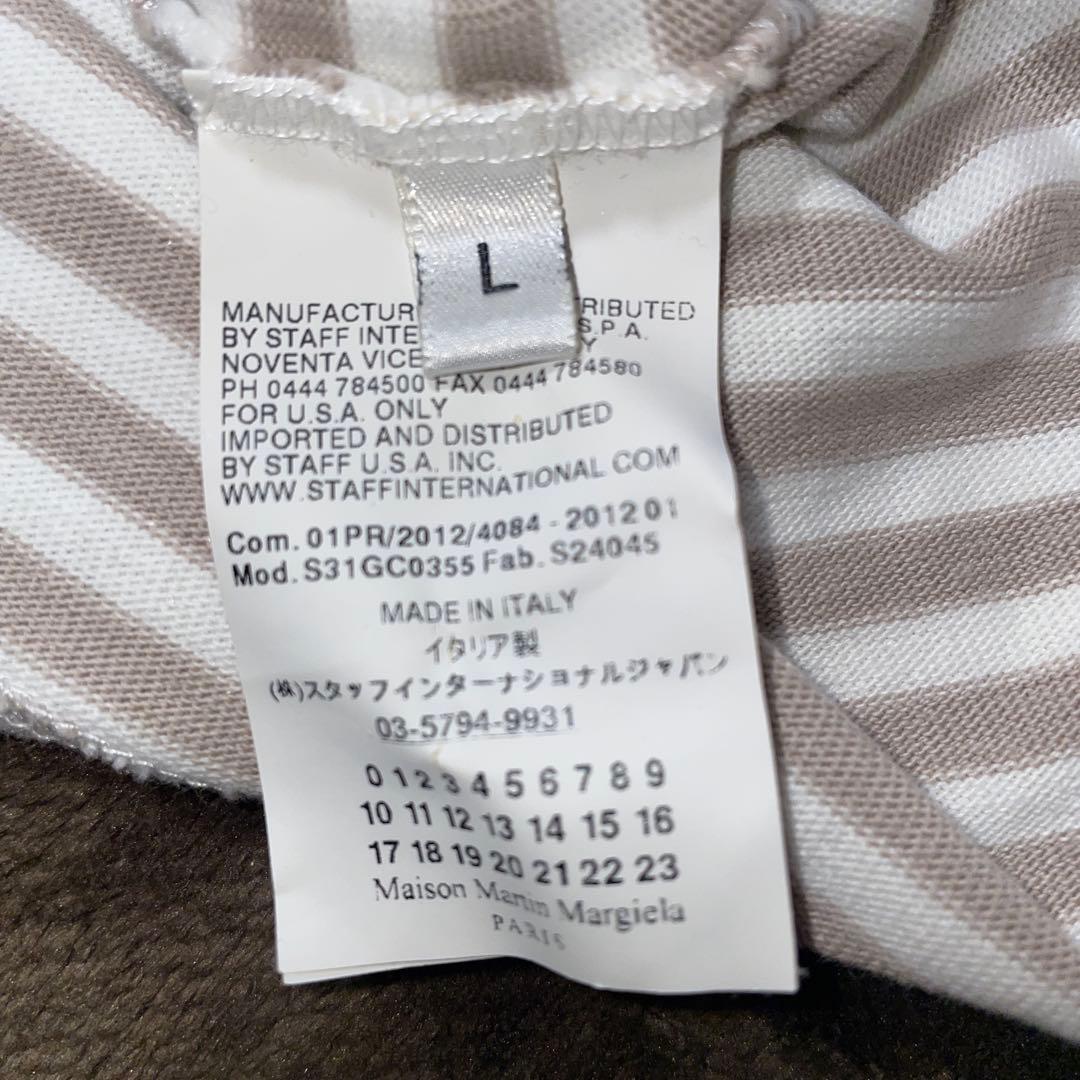 L
MANUFACTUR RIBUTED
BY STAFF INTE S.P.A.
NOVENTA VICE Y
PH 0444 784500 FAX 0444 784580
FOR U.S.A. ONLY
IMPORTED AND DISTRIBUTED
BY STAFF U.S.A. INC.
WWW.STAFFINTERNATIONAL.COM
Com. 01PR/2012/4084 - 2012 01
Mod. S31GC0355 Fab. S24045
MADE IN ITALY
イタリア製
(株)スタッフインターナショナルジャパン
03-5794-9931
0 1 2 3 4 5 6 7 8 9
10 11 12 13 14 15 16
17 18 19 20 21 22 23
Maison Martin Margiela
PARIS